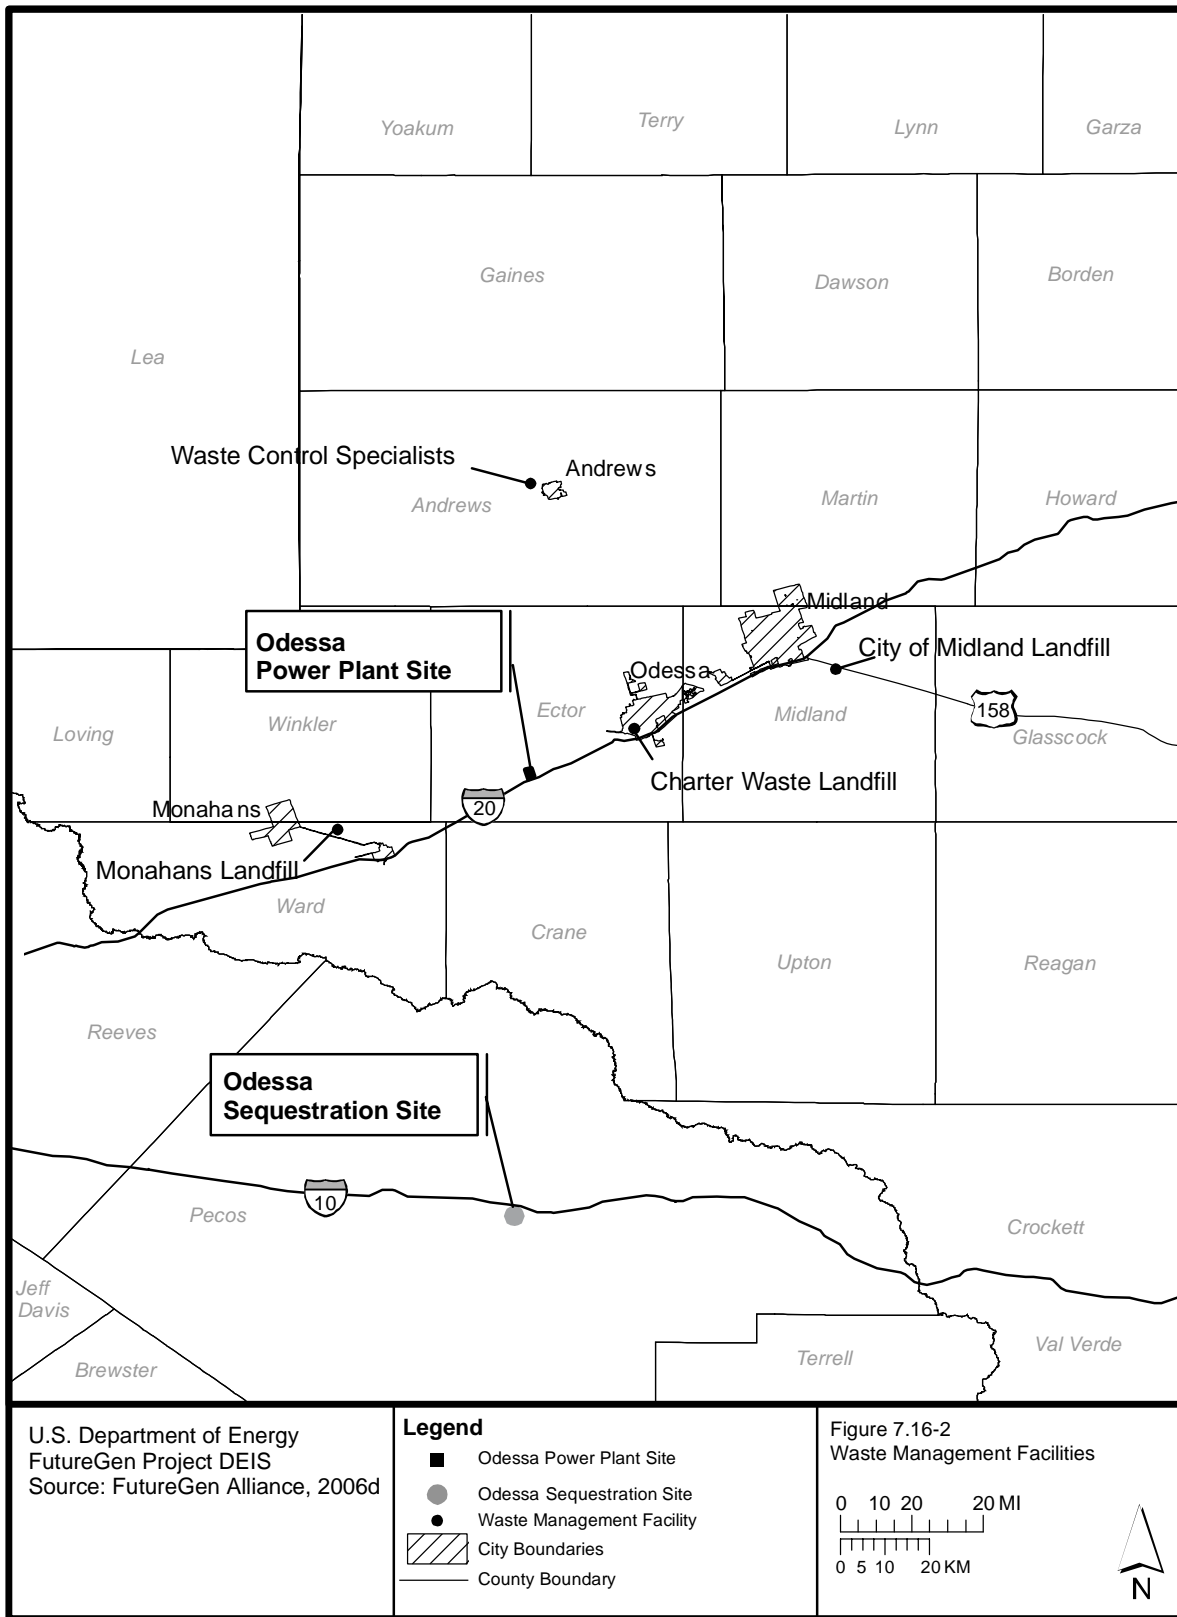 Yoakum
Terry
Lynn
Garza
Gaines
Dawson
Borden
Lea
Waste Control Specialists
Andrews
Andrews
Martin
Howard
Midland
Odessa
Power Plant Site
City of Midland Landfill
Odessa
Loving
Winkler
Ector
Midland
158
Glasscock
Charter Waste Landfill
Monahans
20
Monahans Landfill
Ward
Crane
Upton
Reagan
Reeves
Odessa
Sequestration Site
10
Pecos
Crockett
Jeff
Davis
Brewster
Terrell
Val Verde
U.S. Department of Energy
FutureGen Project DEIS
Source: FutureGen Alliance, 2006d
Legend
Odessa Power Plant Site
Odessa Sequestration Site
Waste Management Facility
City Boundaries
County Boundary
Figure 7.16-2
Waste Management Facilities
0 10 20 20 MI
0 5 10 20 KM
N